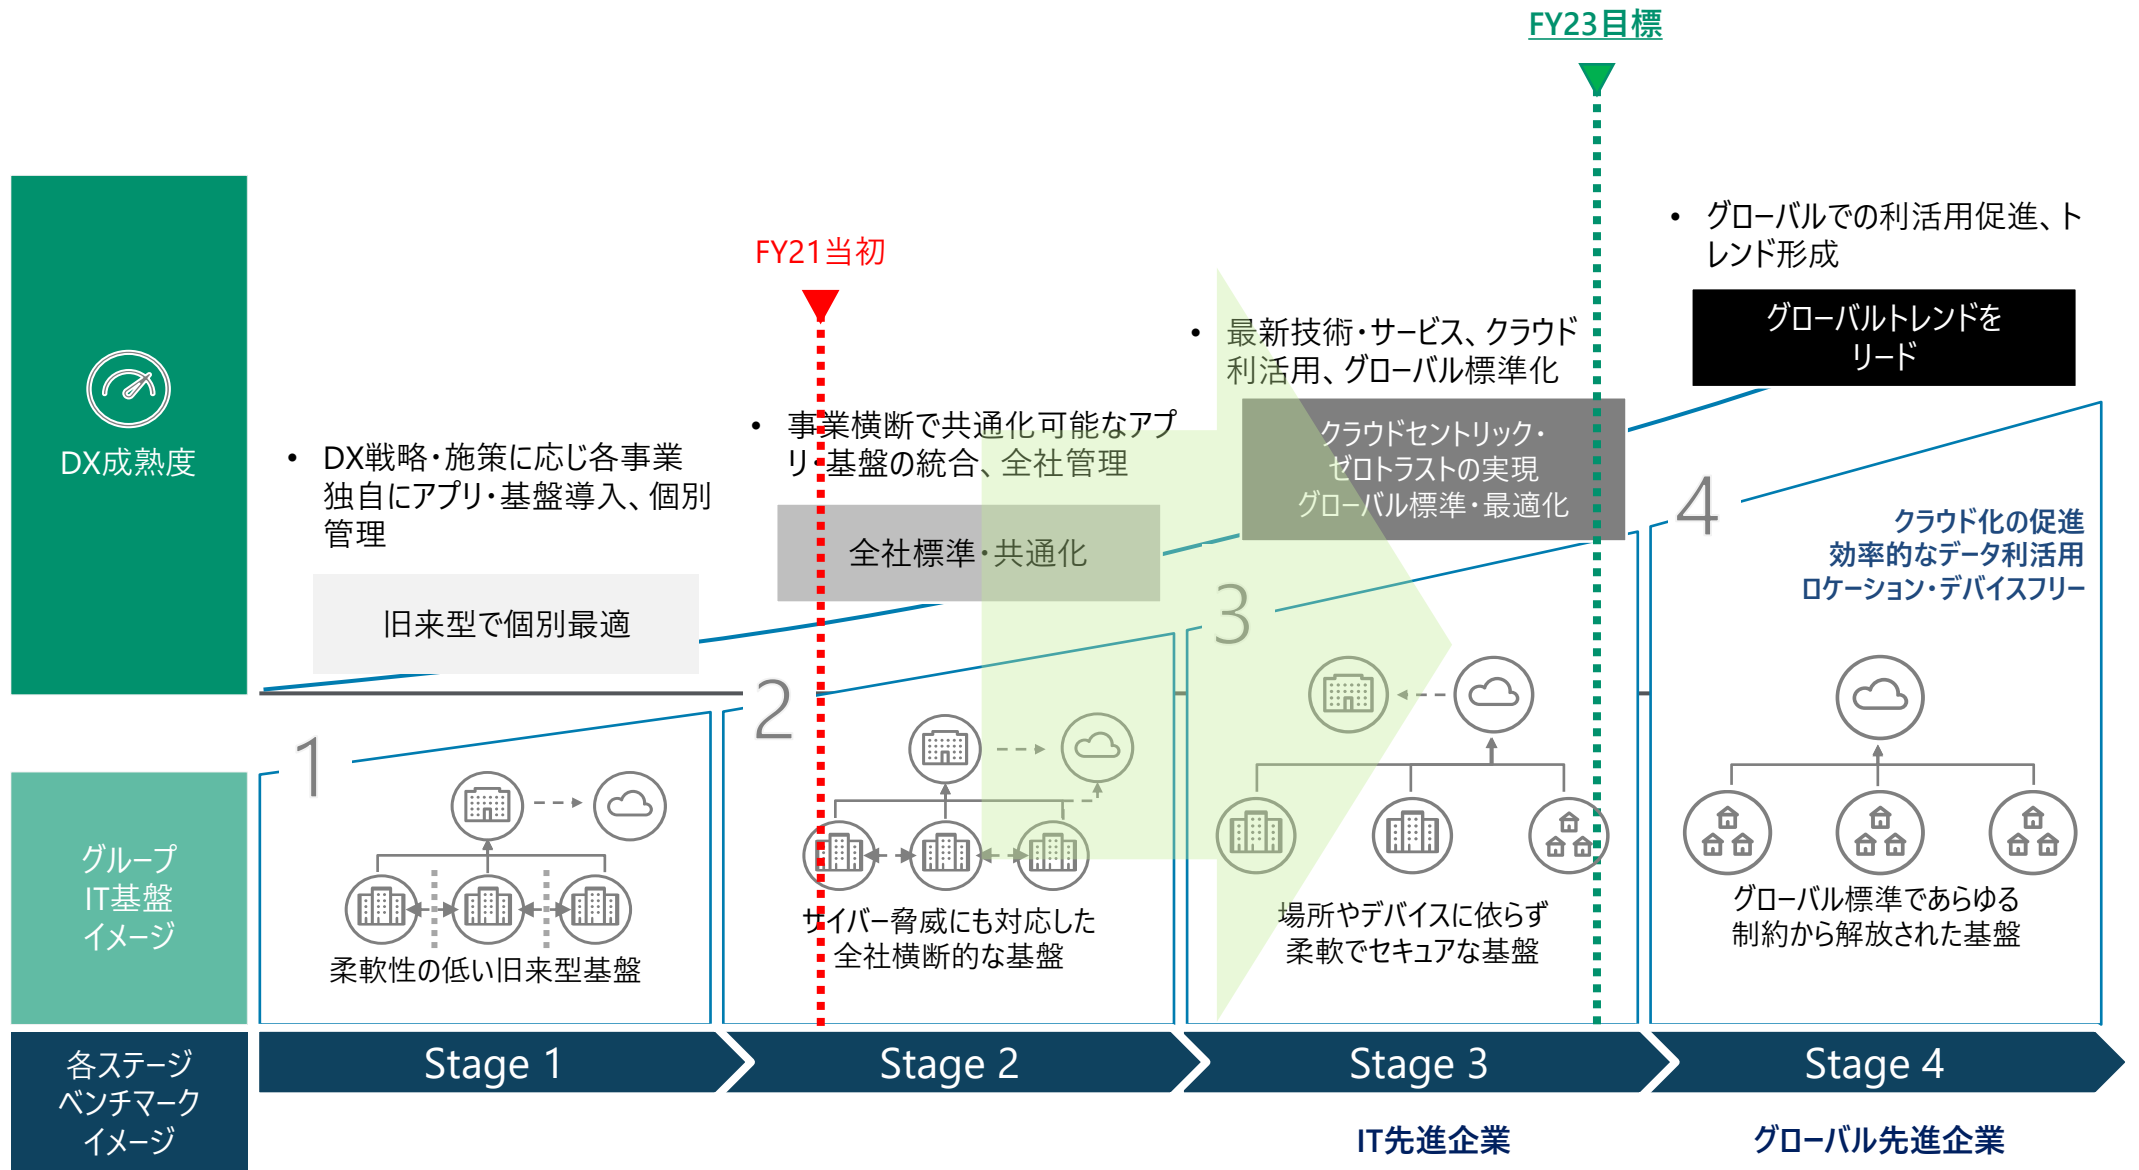 FY23目標
FY21当初
DX成熟度
• DX戦略・施策に応じ各事業
独自にアプリ・基盤導入、個別
管理
旧来型で個別最適
• 事業横断で共通化可能なアプ
リ・基盤の統合、全社管理
全社標準・共通化
• 最新技術・サービス、クラウド
利活用、グローバル標準化
クラウドセントリック・
ゼロトラストの実現
グローバル標準・最適化
• グローバルでの利活用促進、ト
レンド形成
グローバルトレンドを
リード
クラウド化の促進
効率的なデータ利活用
ロケーション・デバイスフリー
グループ
IT基盤
イメージ
1
柔軟性の低い旧来型基盤
2
サイバー脅威にも対応した
全社横断的な基盤
3
場所やデバイスに依らず
柔軟でセキュアな基盤
4
グローバル標準であらゆる
制約から解放された基盤
各ステージ
ベンチマーク
イメージ
Stage 1
Stage 2
Stage 3
Stage 4
IT先進企業
グローバル先進企業